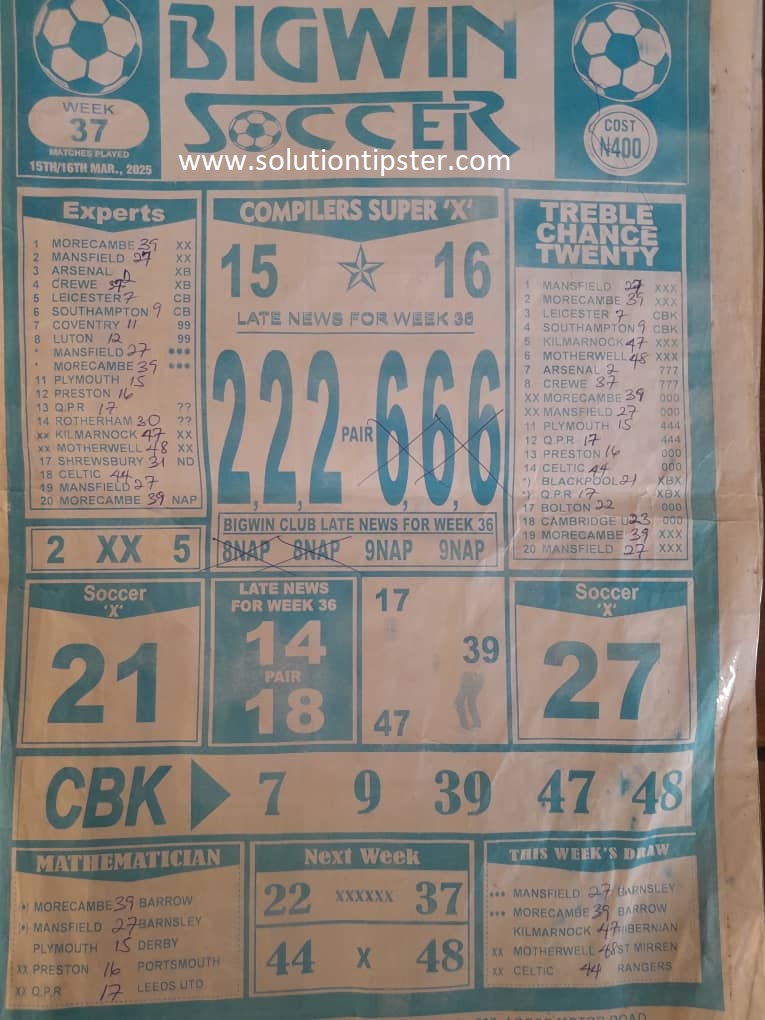 BIGWIN
SOCCER
WEEK
37
MATCHES PLAYED
15TH/16TH MAR., 2025
COST
₦400
www.solutiontipster.com
Experts
1 MORECAMBE 39 XX
2 MANSFIELD 27 XX
3 ARSENAL XB
4 CREWE 37 XB
5 LEICESTER 7 CB
6 SOUTHAMPTON 9 CB
7 COVENTRY 11 99
8 LUTON 12 99
* MANSFIELD 27 ***
* MORECAMBE 39 ***
11 PLYMOUTH 15
12 PRESTON 16
13 Q.P.R 17 ??
14 ROTHERHAM 30 ??
xx KILMARNOCK 47 XX
xx MOTHERWELL 48 XX
17 SHREWSBURY 31 ND
18 CELTIC 44
19 MANSFIELD 27
20 MORECAMBE 39 NAP
2 XX 5
COMPILERS SUPER 'X'
15 16
LATE NEWS FOR WEEK 36
2,2,2 PAIR 6,6,6
BIGWIN CLUB LATE NEWS FOR WEEK 36
8NAP 8NAP 9NAP 9NAP
TREBLE
CHANCE
TWENTY
1 MANSFIELD 27 XXX
2 MORECAMBE 39 XXX
3 LEICESTER 7 CBK
4 SOUTHAMPTON 9 CBK
5 KILMARNOCK 47 XXX
6 MOTHERWELL 48 XXX
7 ARSENAL 2 777
8 CREWE 37 777
XX MORECAMBE 39 000
XX MANSFIELD 27 000
11 PLYMOUTH 15 444
12 Q.P.R 17 444
13 PRESTON 16 000
14 CELTIC 44 000
*) BLACKPOOL 21 XBX
*) Q.P.R 17 XBX
17 BOLTON 22 000
18 CAMBRIDGE U 23 000
19 MORECAMBE 39 XXX
20 MANSFIELD 27 XXX
Soccer
'X'
21
LATE NEWS
FOR WEEK 36
14
PAIR
18
17
39
47
Soccer
'X'
27
CBK 7 9 39 47 48
MATHEMATICIAN
*) MORECAMBE 39 BARROW
*) MANSFIELD 27 BARNSLEY
PLYMOUTH 15 DERBY
XX PRESTON 16 PORTSMOUTH
XX Q.P.R 17 LEEDS UTD
Next Week
22 XXXXXX 37
44 X 48
THIS WEEK'S DRAW
*** MANSFIELD 27 BARNSLEY
*** MORECAMBE 39 BARROW
KILMARNOCK 47 HIBERNIAN
XX MOTHERWELL 48 ST MIRREN
XX CELTIC 44 RANGERS